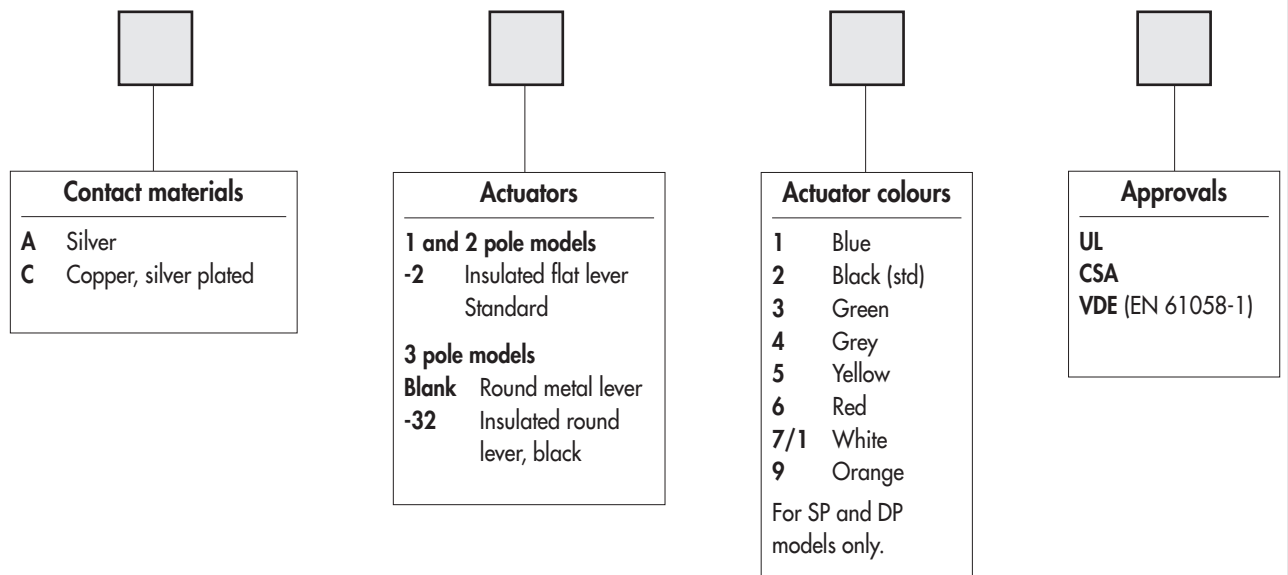 Contact materials
A Silver
C Copper, silver plated
Actuators
1 and 2 pole models
-2 Insulated flat lever
Standard
3 pole models
Blank Round metal lever
-32 Insulated round
lever, black
Actuator colours
1 Blue
2 Black (std)
3 Green
4 Grey
5 Yellow
6 Red
7/1 White
9 Orange
For SP and DP
models only.
Approvals
UL
CSA
VDE (EN 61058-1)